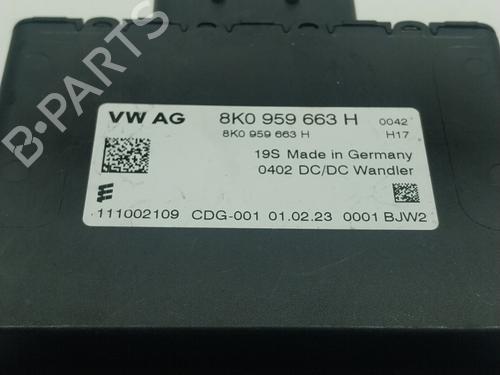 VW AG 8K0 959 663 H 0042
8K0 959 663 H H17
19S Made in Germany
0402 DC/DC Wandler
111002109 CDG-001 01.02.23 0001 BJW2
B-PARTS